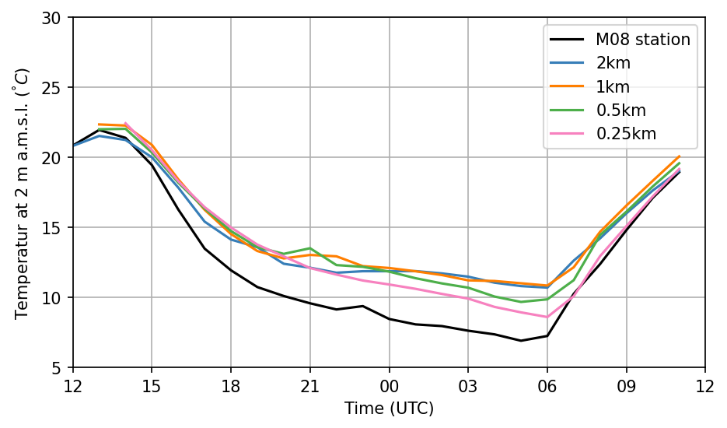 30
25
20
15
10
5
Temperatur at 2 m a.m.s.l. (°C)
M08 station
2km
1km
0.5km
0.25km
12 15 18 21 00 03 06 09 12
Time (UTC)